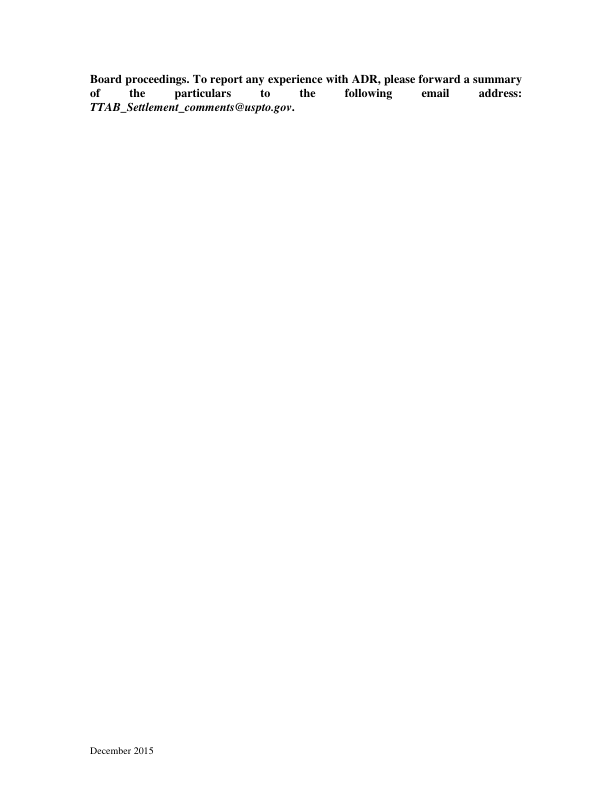 Board proceedings. To report any experience with ADR, please forward a summary
of the particulars to the following email address:
TTAB_Settlement_comments@uspto.gov.
December 2015